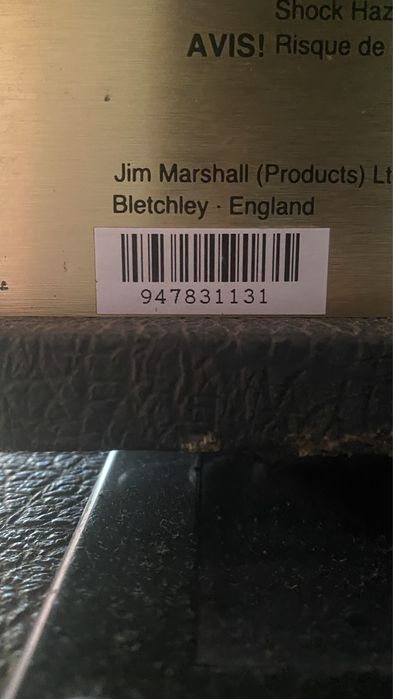 Shock Haz
AVIS! Risque de
Jim Marshall (Products) Lt
Bletchley · England
947831131